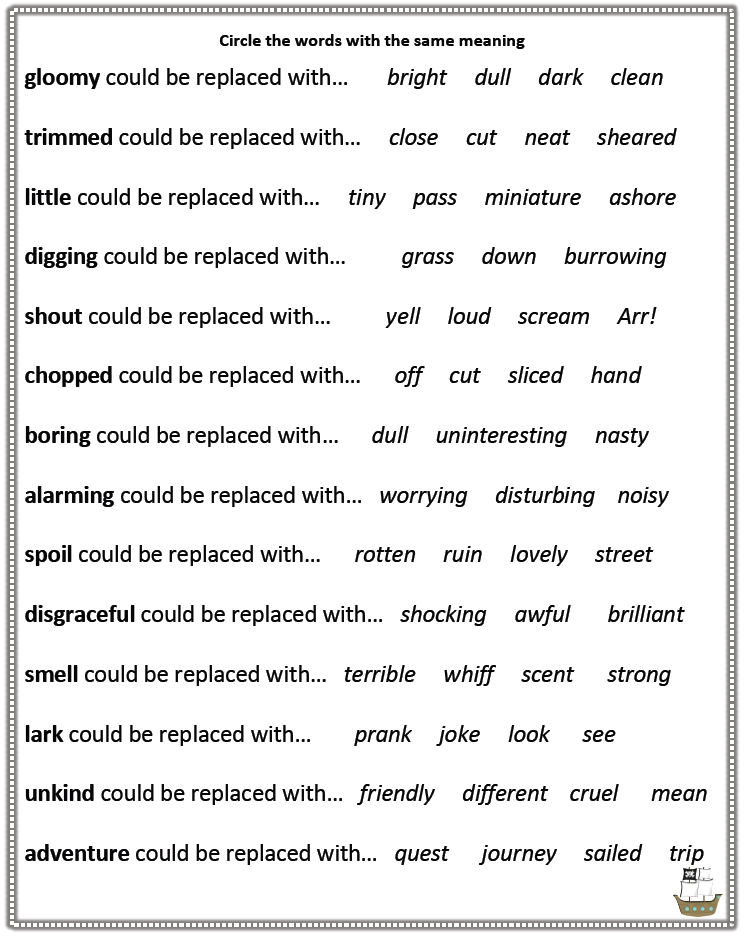 Circle the words with the same meaning
gloomy could be replaced with... bright dull dark clean
trimmed could be replaced with... close cut neat sheared
little could be replaced with... tiny pass miniature ashore
digging could be replaced with... grass down burrowing
shout could be replaced with... yell loud scream Arr!
chopped could be replaced with... off cut sliced hand
boring could be replaced with... dull uninteresting nasty
alarming could be replaced with... worrying disturbing noisy
spoil could be replaced with... rotten ruin lovely street
disgraceful could be replaced with... shocking awful brilliant
smell could be replaced with... terrible whiff scent strong
lark could be replaced with... prank joke look see
unkind could be replaced with... friendly different cruel mean
adventure could be replaced with... quest journey sailed trip